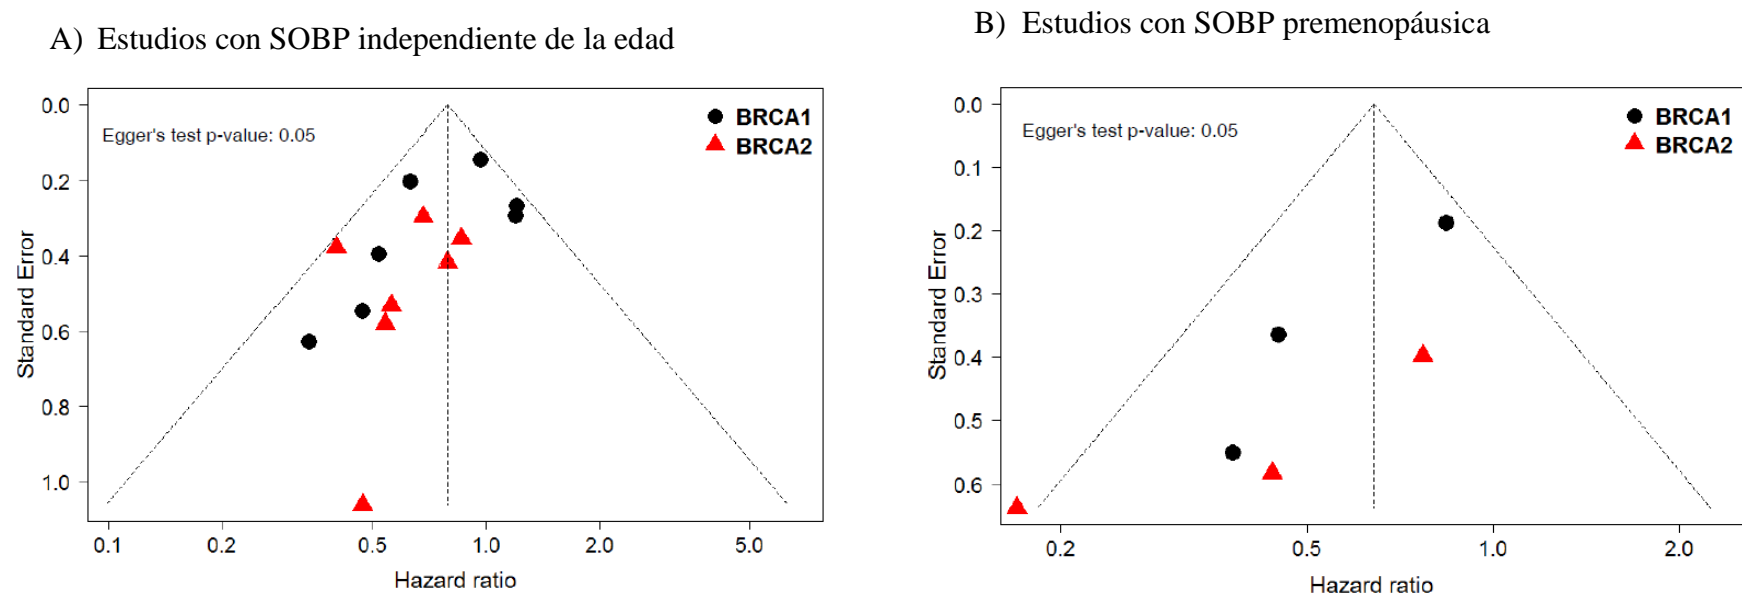 A) Estudios con SOBP independiente de la edad
Egger's test p-value: 0.05
BRCA1
BRCA2
Standard Error
0.0
0.2
0.4
0.6
0.8
1.0
0.1 0.2 0.5 1.0 2.0 5.0
Hazard ratio
B) Estudios con SOBP premenopáusica
Egger's test p-value: 0.05
BRCA1
BRCA2
Standard Error
0.0
0.1
0.2
0.3
0.4
0.5
0.6
0.2 0.5 1.0 2.0
Hazard ratio